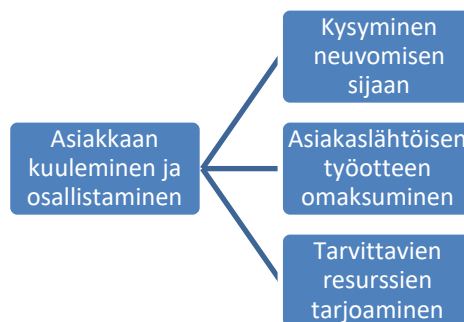 Asiakkaan
kuuleminen ja
osallistaminen
Kysyminen
neuvomisen
sijaan
Asiakaslähtöisen
työotteen
omaksuminen
Tarvittavien
resurssien
tarjoaminen